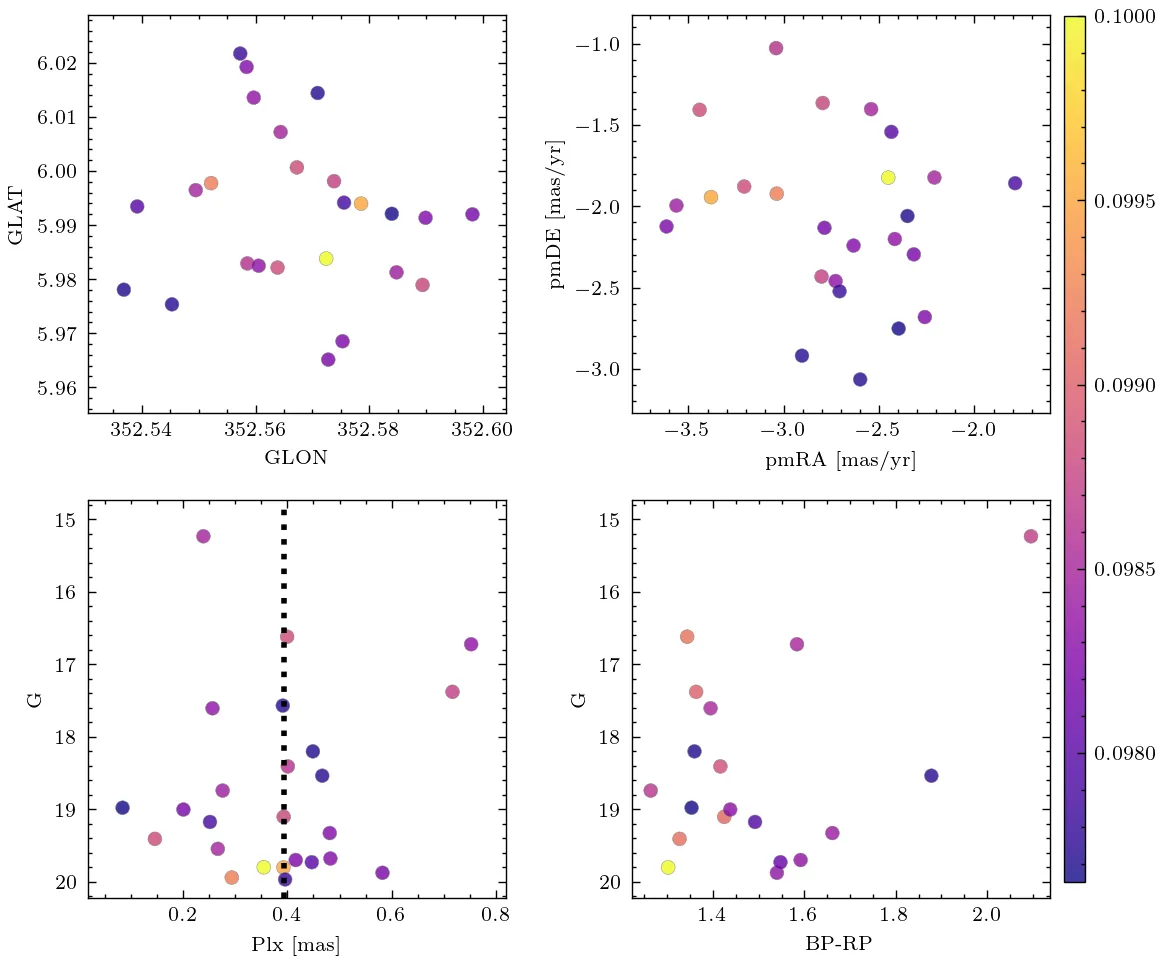 6.02
6.01
6.00
5.99
5.98
5.97
5.96
GLAT
352.54 352.56 352.58 352.60
GLON
−1.0
−1.5
−2.0
−2.5
−3.0
pmDE [mas/yr]
−3.5 −3.0 −2.5 −2.0
pmRA [mas/yr]
15
16
17
18
19
20
G
0.2 0.4 0.6 0.8
Plx [mas]
15
16
17
18
19
20
G
1.4 1.6 1.8 2.0
BP-RP
0.1000
0.0995
0.0990
0.0985
0.0980